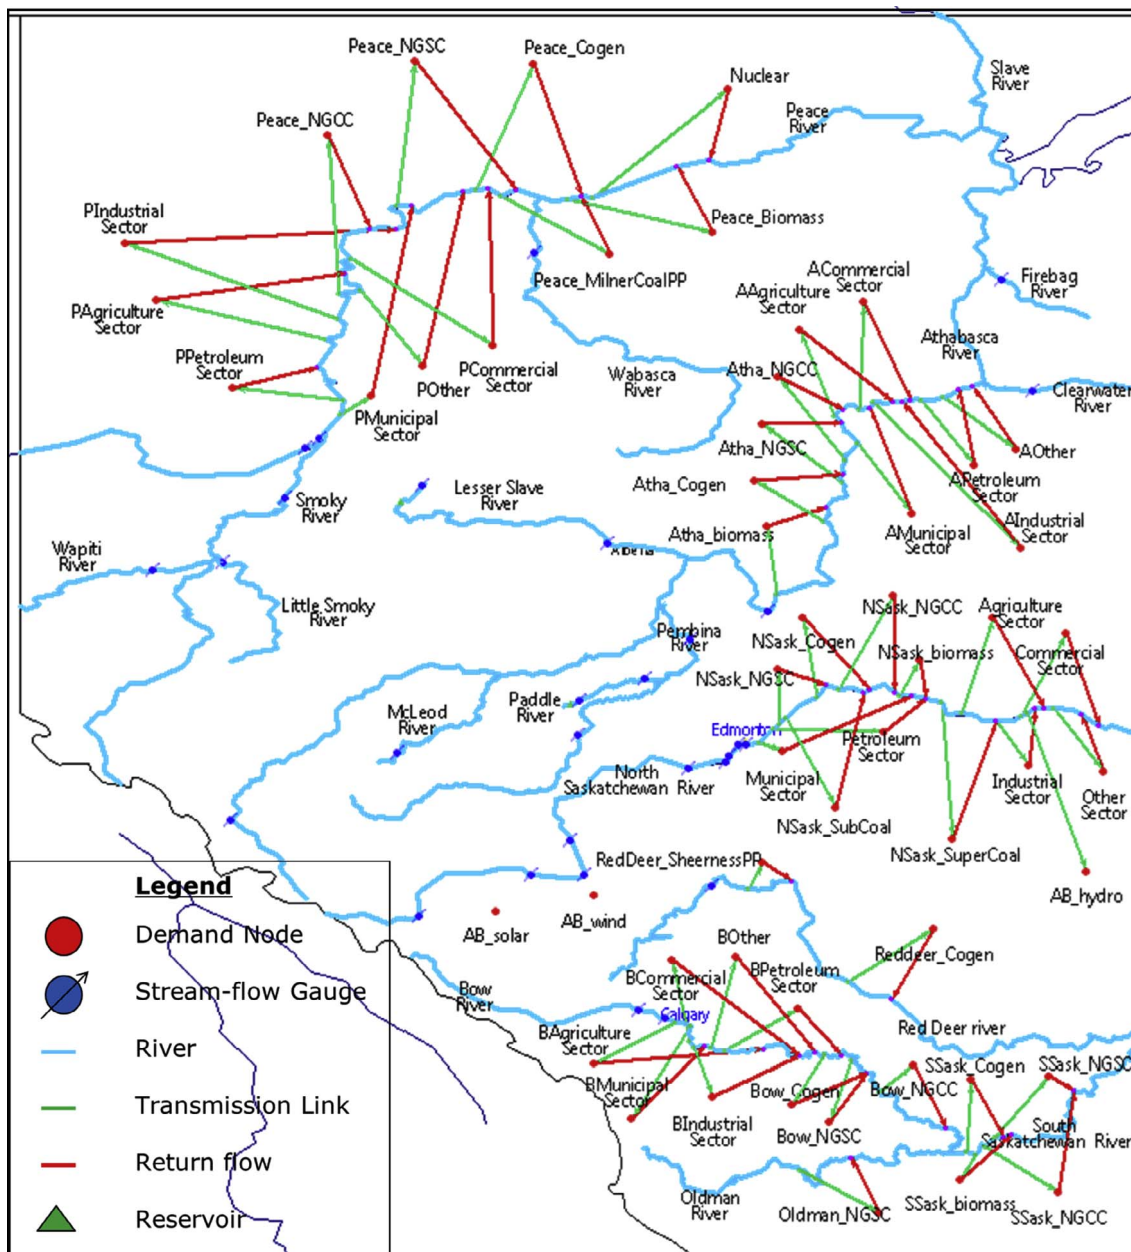 Peace_NGSC
Peace_Cogen
Nuclear
Slave
River
Peace_NGCC
Peace
River
PIndustrial
Sector
Peace_Biomass
Peace_MilnerCoalPP
ACommercial
Sector
AAgriculture
Sector
Firebag
River
PAgriculture
Sector
PPetroleum
Sector
PCommercial
Sector
POther
PMunicipal
Sector
Wabasca
River
Athabasca
River
Atha_NGCC
Clearwater
River
Atha_NGSC
AOther
Atha_Cogen
APetroleum
Sector
Lesser Slave
River
Smoky
River
AMunicipal
Sector
AIndustrial
Sector
Atha_biomass
Alberta
Wapiti
River
Little Smoky
River
NSask_NGCC
Agriculture
Sector
Pembina
River
NSask_Cogen
NSask_biomass
Commercial
Sector
NSask_NGSC
Paddle
River
McLeod
River
Edmonton
Petroleum
Sector
North
Saskatchewan River
Municipal
Sector
Industrial
Sector
Other
Sector
NSask_SubCoal
NSask_SuperCoal
RedDeer_SheernessPP
AB_hydro
AB_solar
AB_wind
Reddeer_Cogen
BOther
BCommercial
Sector
BPetroleum
Sector
Bow
River
Calgary
BAgriculture
Sector
Red Deer river
BMunicipal
Sector
Bow_Cogen
Bow_NGCC
SSask_Cogen
SSask_NGSC
BIndustrial
Sector
Bow_NGSC
South
Saskatchewan River
Oldman
River
Oldman_NGSC
SSask_biomass
SSask_NGCC
Legend
Demand Node
Stream-flow Gauge
River
Transmission Link
Return flow
Reservoir